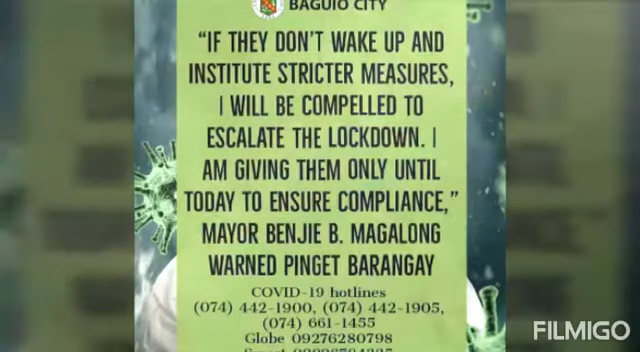 BAGUIO CITY
"IF THEY DON'T WAKE UP AND
INSTITUTE STRICTER MEASURES,
I WILL BE COMPELLED TO
ESCALATE THE LOCKDOWN. I
AM GIVING THEM ONLY UNTIL
TODAY TO ENSURE COMPLIANCE,"
MAYOR BENJIE B. MAGALONG
WARNED PINGET BARANGAY
COVID-19 hotlines
(074) 442-1900, (074) 442-1905,
(074) 661-1455
Globe 09276280798
FILMIGO